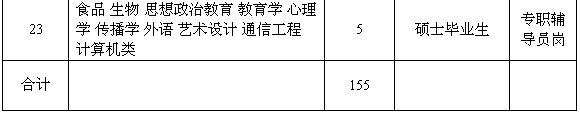 食品 生物 思想政治教育 教育学 心理
23 学 传播学 外语 艺术设计 通信工程 5 硕士毕业生 专职辅
计算机类 导员岗
合计 155